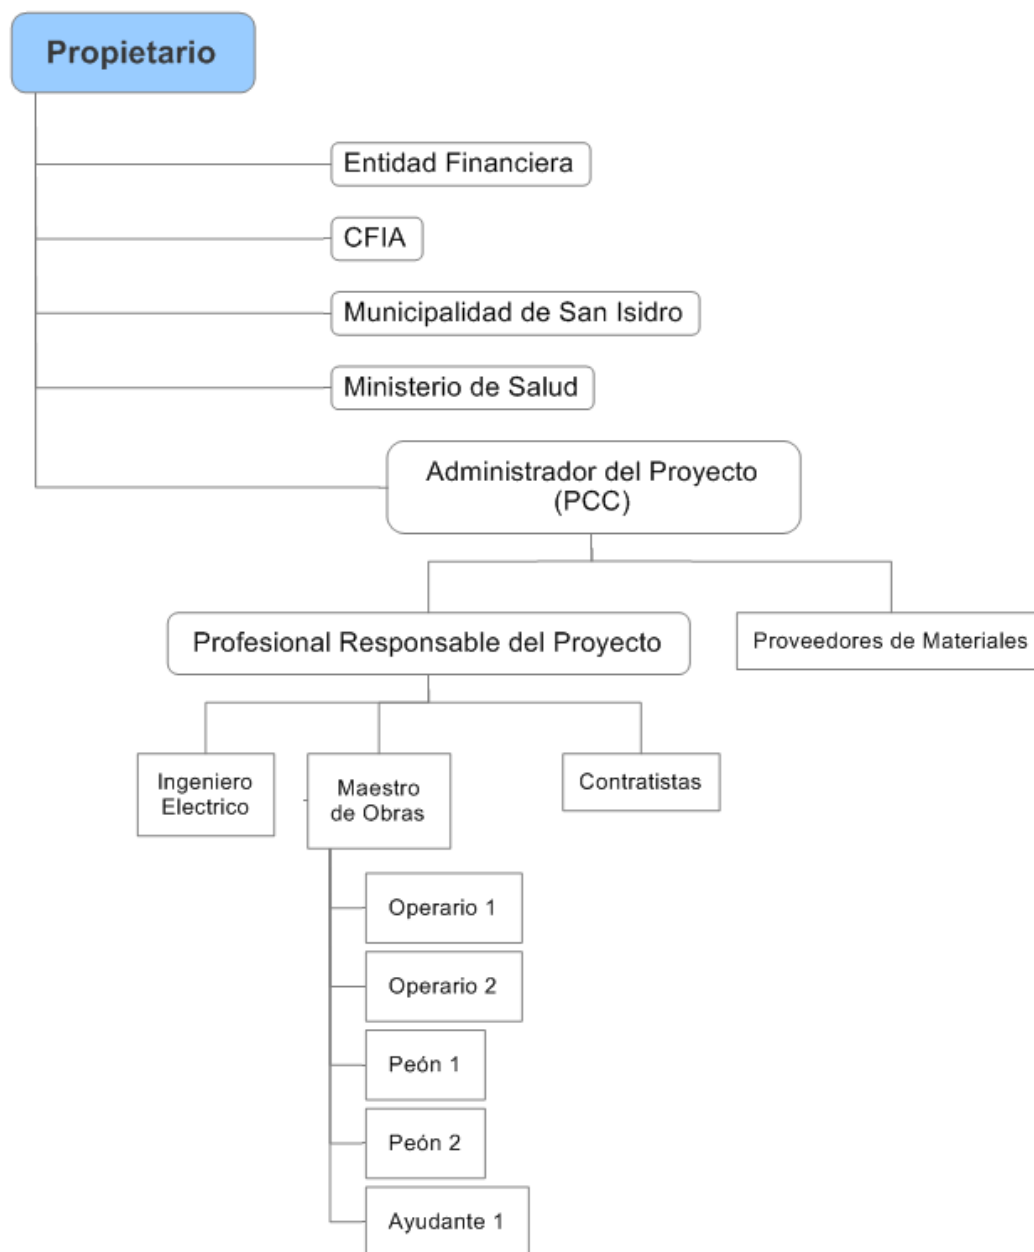 Propietario
Entidad Financiera
CFIA
Municipalidad de San Isidro
Ministerio de Salud
Administrador del Proyecto
(PCC)
Profesional Responsable del Proyecto
Proveedores de Materiales
Ingeniero
Electrico
Maestro
de Obras
Contratistas
Operario 1
Operario 2
Peón 1
Peón 2
Ayudante 1